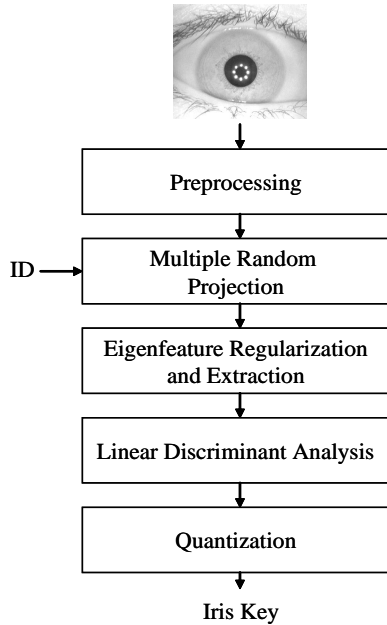 Preprocessing
ID
Multiple Random
Projection
Eigenfeature Regularization
and Extraction
Linear Discriminant Analysis
Quantization
Iris Key